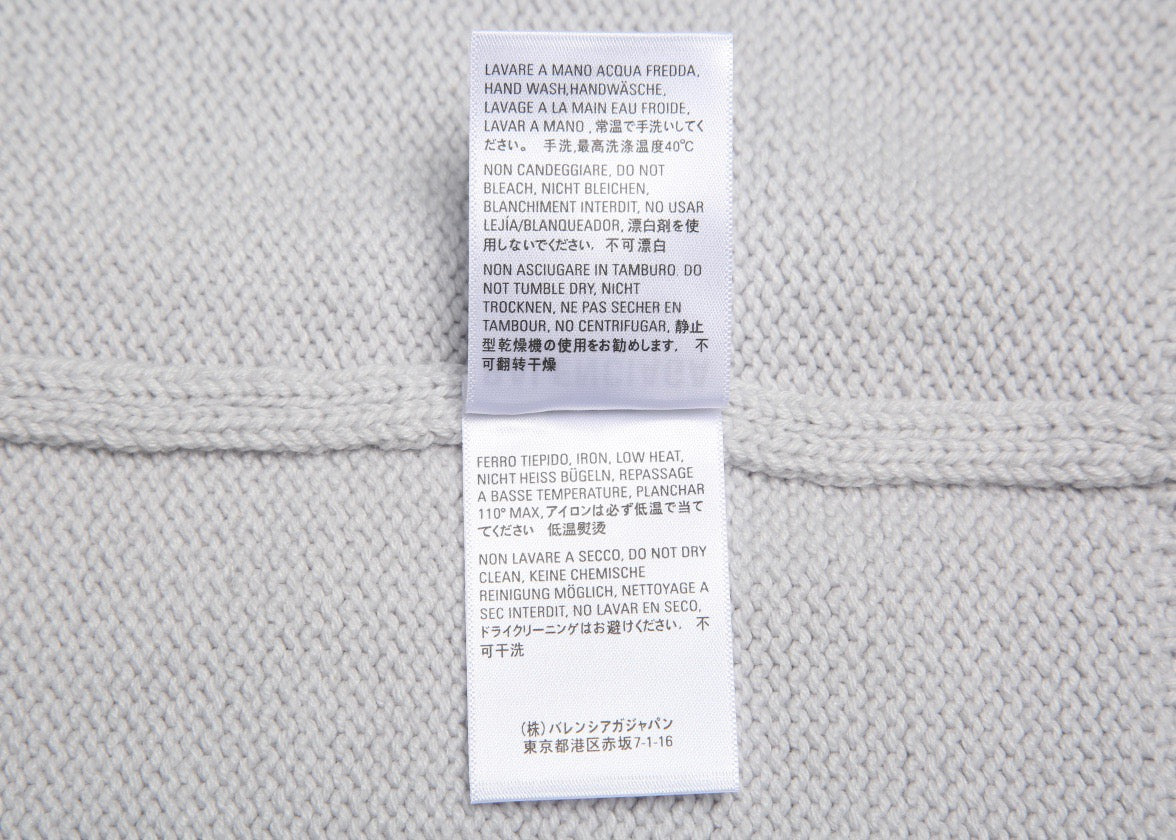 LAVARE A MANO ACQUA FREDDA,
HAND WASH,HANDWÄSCHE,
LAVAGE A LA MAIN EAU FROIDE,
LAVAR A MANO , 常温で手洗いしてく
ださい。 手洗,最高洗涤温度40°C
NON CANDEGGIARE, DO NOT
BLEACH, NICHT BLEICHEN,
BLANCHIMENT INTERDIT, NO USAR
LEJÍA/BLANQUEADOR, 漂白剤を使
用しないでください. 不可漂白
NON ASCIUGARE IN TAMBURO. DO
NOT TUMBLE DRY, NICHT
TROCKNEN, NE PAS SECHER EN
TAMBOUR, NO CENTRIFUGAR, 静止
型乾燥機の使用をお勧めします. 不
可翻转干燥
FERRO TIEPIDO, IRON, LOW HEAT,
NICHT HEISS BÜGELN, REPASSAGE
A BASSE TEMPERATURE, PLANCHAR
110° MAX, アイロンは必ず低温で当て
てください 低温熨烫
NON LAVARE A SECCO, DO NOT DRY
CLEAN, KEINE CHEMISCHE
REINIGUNG MÖGLICH, NETTOYAGE A
SEC INTERDIT, NO LAVAR EN SECO,
ドライクリーニングはお避けください. 不
可干洗
(株)バレンシアガジャパン
東京都港区赤坂7-1-16